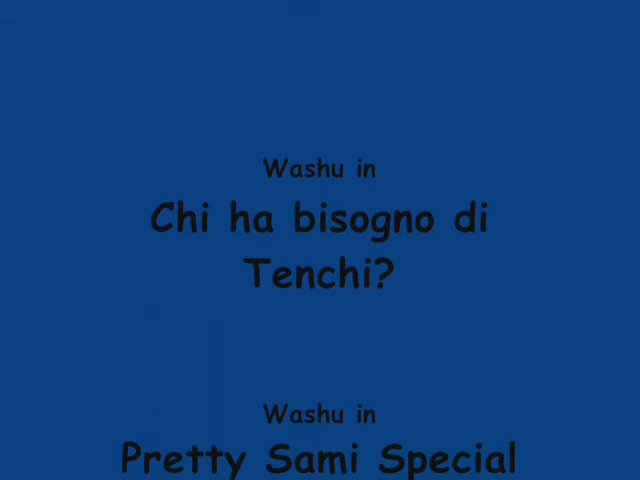 Washu in
Chi ha bisogno di
Tenchi?
Washu in
Pretty Sami Special